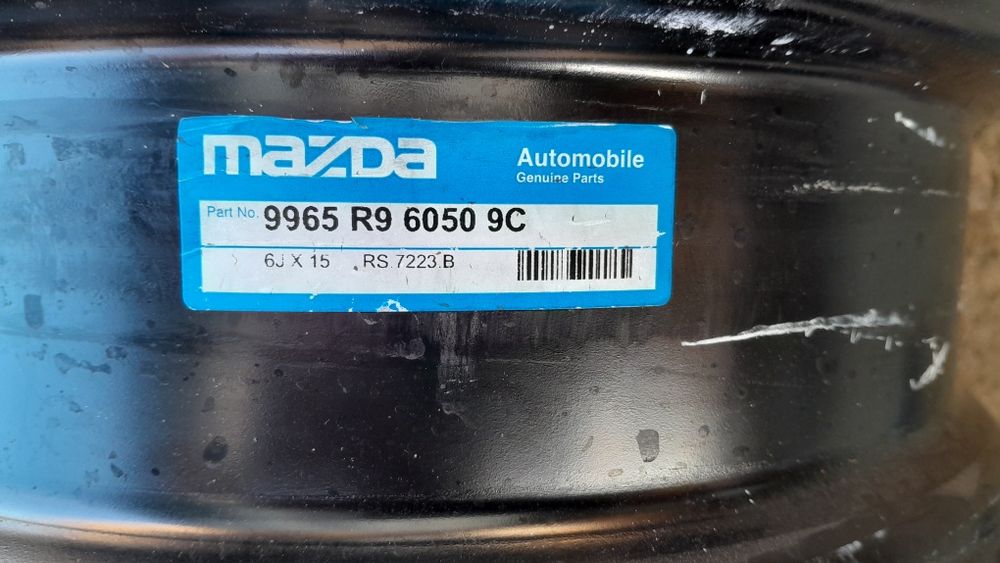 mazda
Automobile
Genuine Parts
Part No. 9965 R9 6050 9C
6J X 15 RS.7223.B